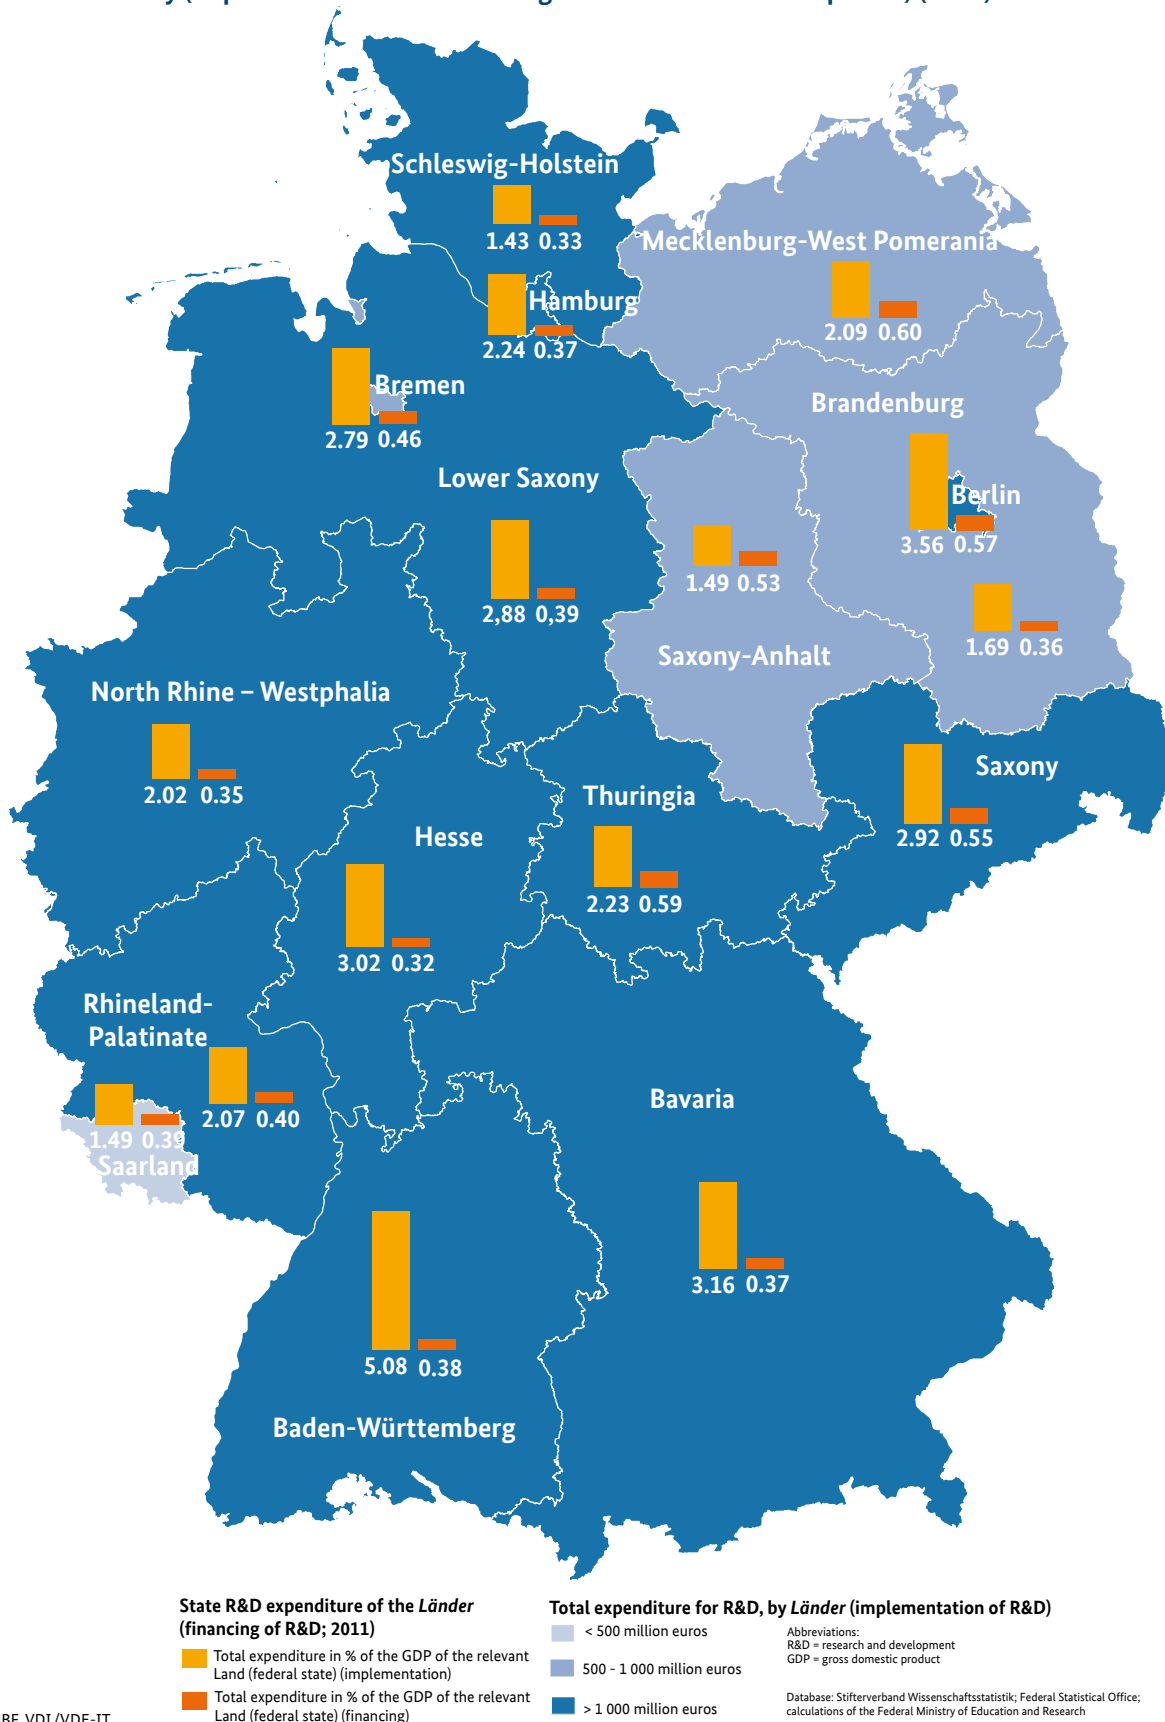 Schleswig-Holstein
1.43 0.33
Mecklenburg-West Pomerania
2.09 0.60
Hamburg
2.24 0.37
Bremen
2.79 0.46
Brandenburg
Lower Saxony
2,88 0,39
Berlin
3.56 0.57
1.49 0.53
1.69 0.36
Saxony-Anhalt
North Rhine – Westphalia
2.02 0.35
Saxony
2.92 0.55
Thuringia
2.23 0.59
Hesse
3.02 0.32
Rhineland-
Palatinate
2.07 0.40
1.49 0.39
Saarland
Bavaria
3.16 0.37
5.08 0.38
Baden-Württemberg
State R&D expenditure of the Länder
(financing of R&D; 2011)
Total expenditure in % of the GDP of the relevant
Land (federal state) (implementation)
Total expenditure in % of the GDP of the relevant
Land (federal state) (financing)
Total expenditure for R&D, by Länder (implementation of R&D)
< 500 million euros
500 - 1 000 million euros
> 1 000 million euros
Abbreviations:
R&D = research and development
GDP = gross domestic product
Database: Stifterverband Wissenschaftsstatistik; Federal Statistical Office;
calculations of the Federal Ministry of Education and Research
VDI/VDE-IT